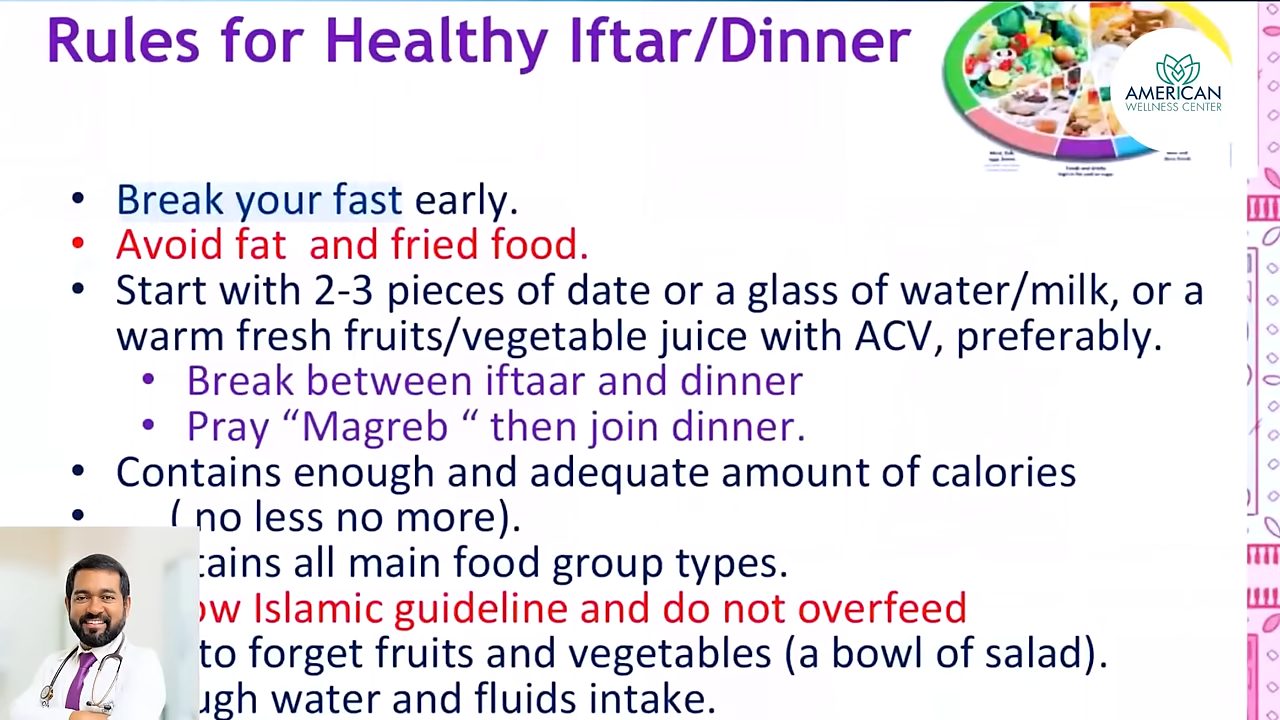 Rules for Healthy Iftar/Dinner
AMERICAN
WELLNESS CENTER
• Break your fast early.
• Avoid fat and fried food.
• Start with 2-3 pieces of date or a glass of water/milk, or a
warm fresh fruits/vegetable juice with ACV, preferably.
• Break between iftaar and dinner
• Pray “Magreb “ then join dinner.
• Contains enough and adequate amount of calories
• ( no less no more).
all main food group types.
Islamic guideline and do not overfeed
to forget fruits and vegetables (a bowl of salad).
water and fluids intake.